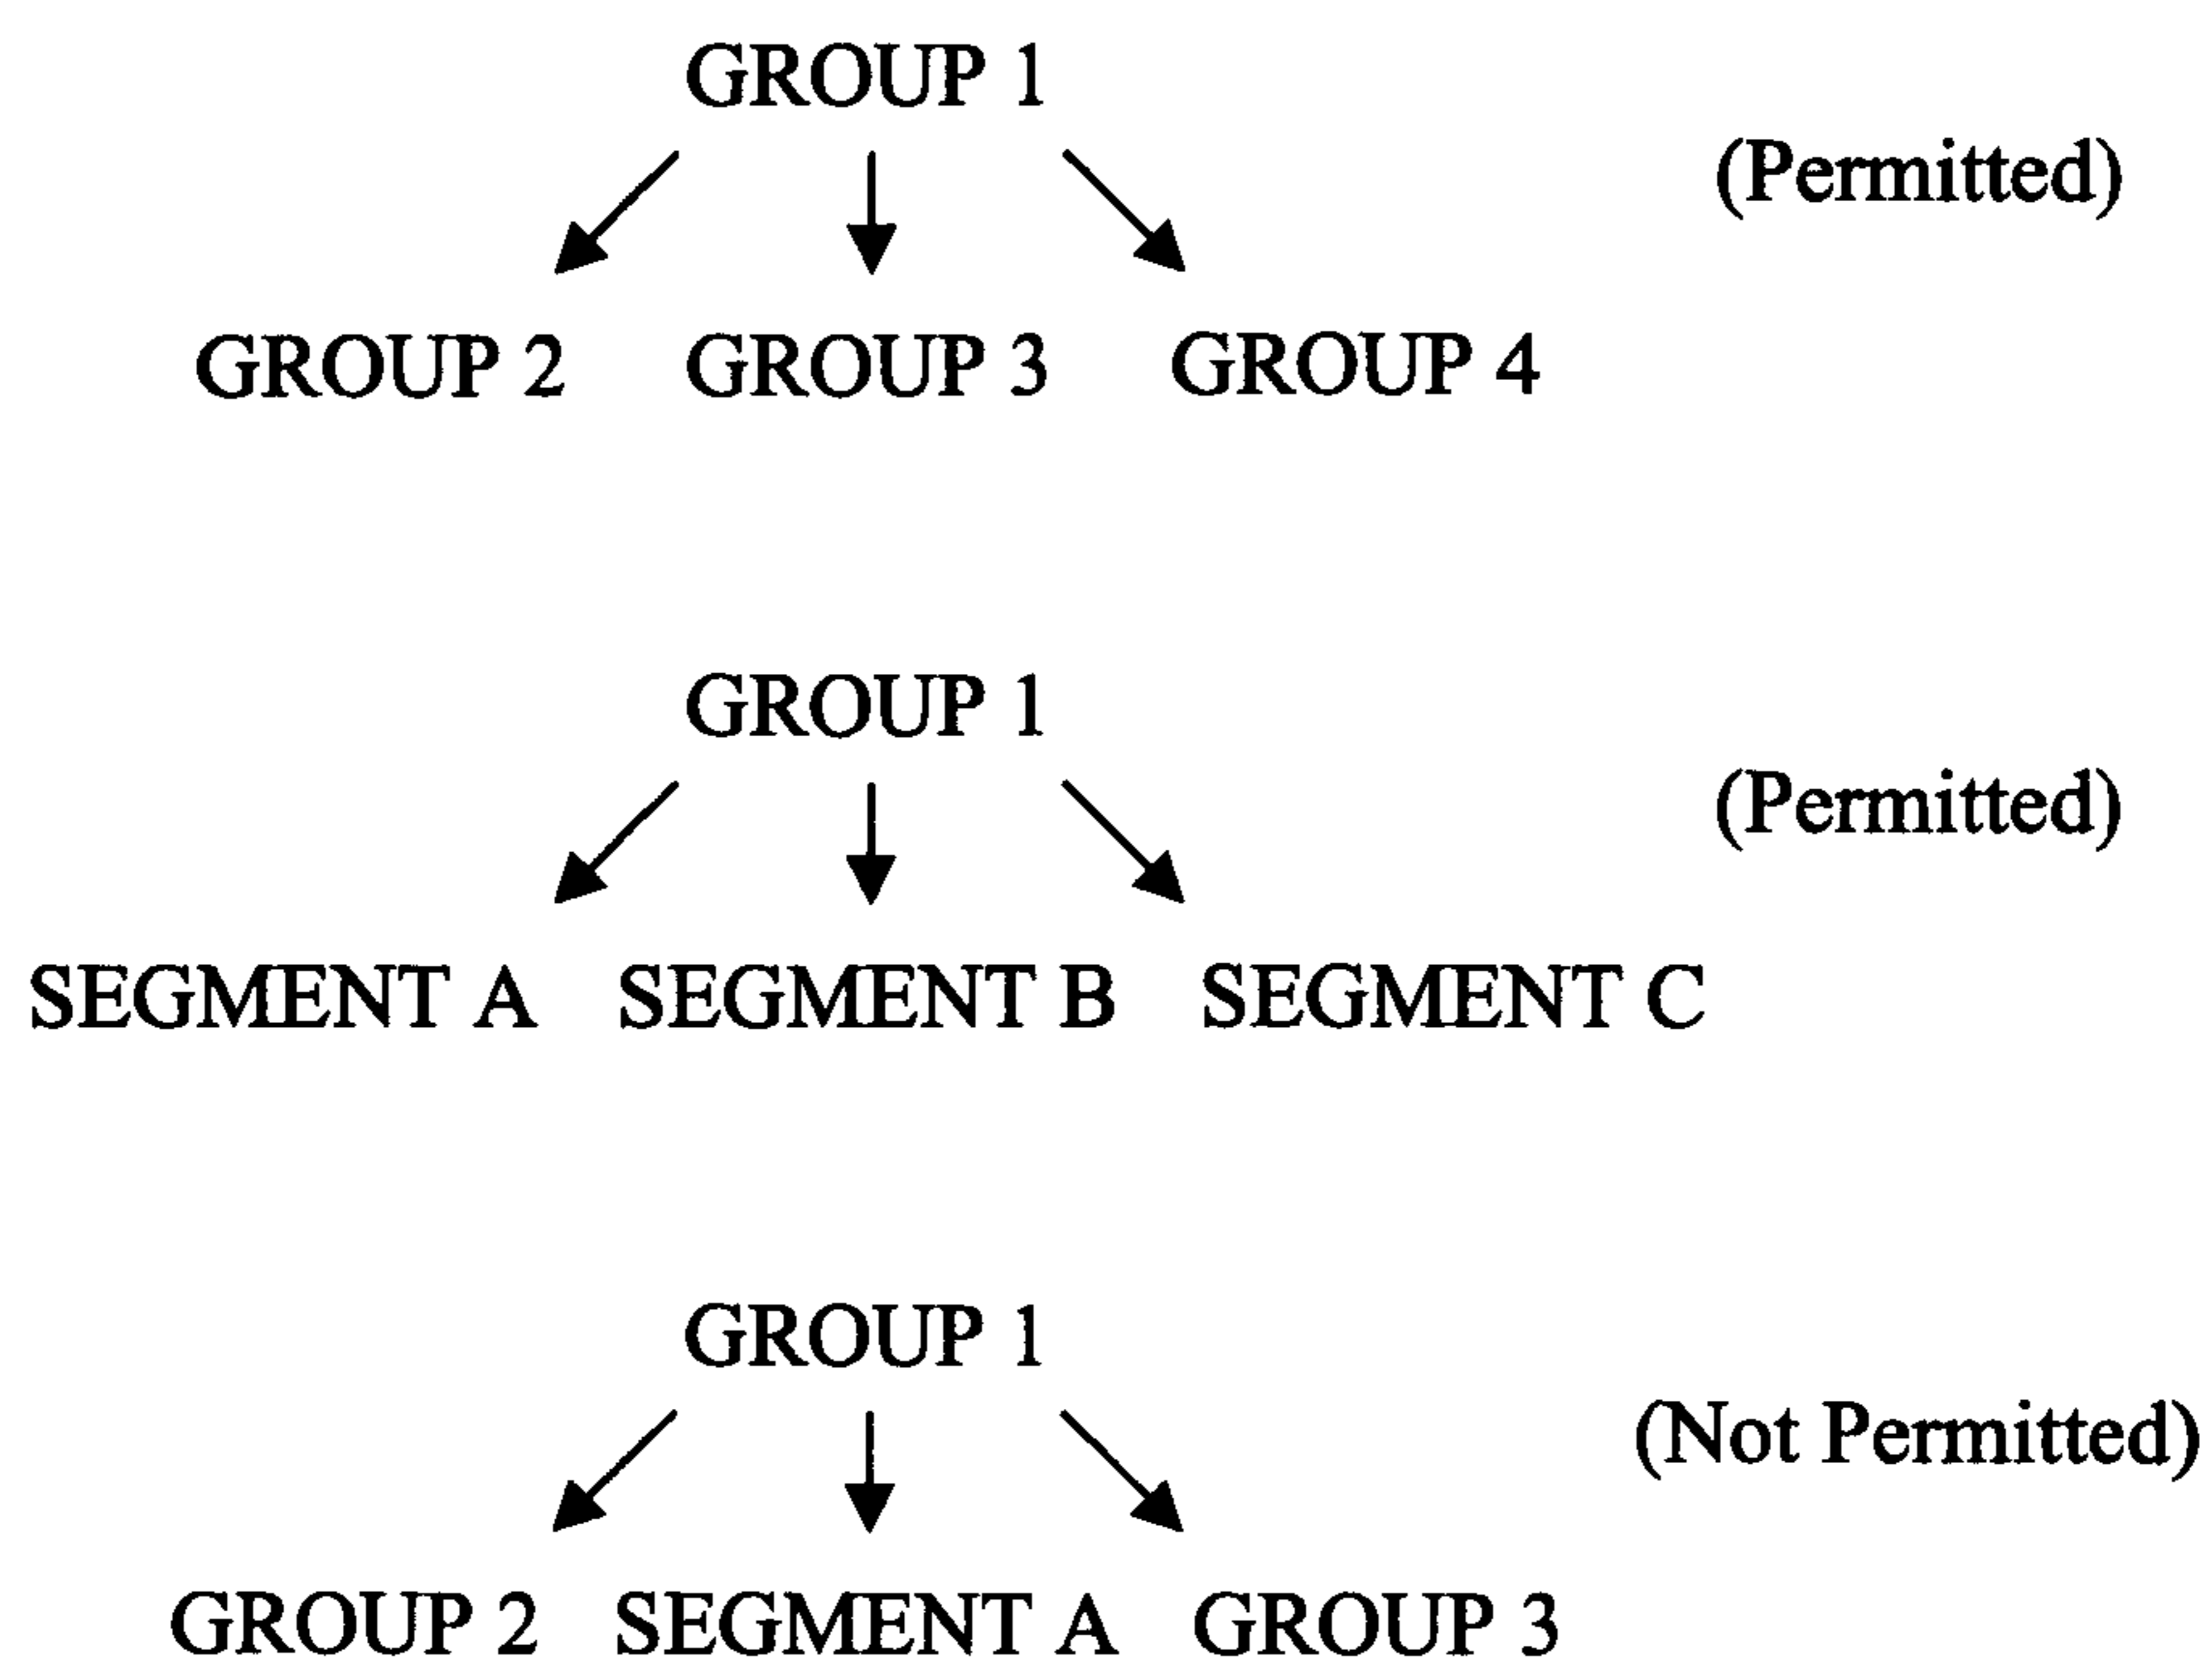 GROUP 1
(Permitted)
GROUP 2 GROUP 3 GROUP 4
GROUP 1
(Permitted)
SEGMENT A SEGMENT B SEGMENT C
GROUP 1
(Not Permitted)
GROUP 2 SEGMENT A GROUP 3